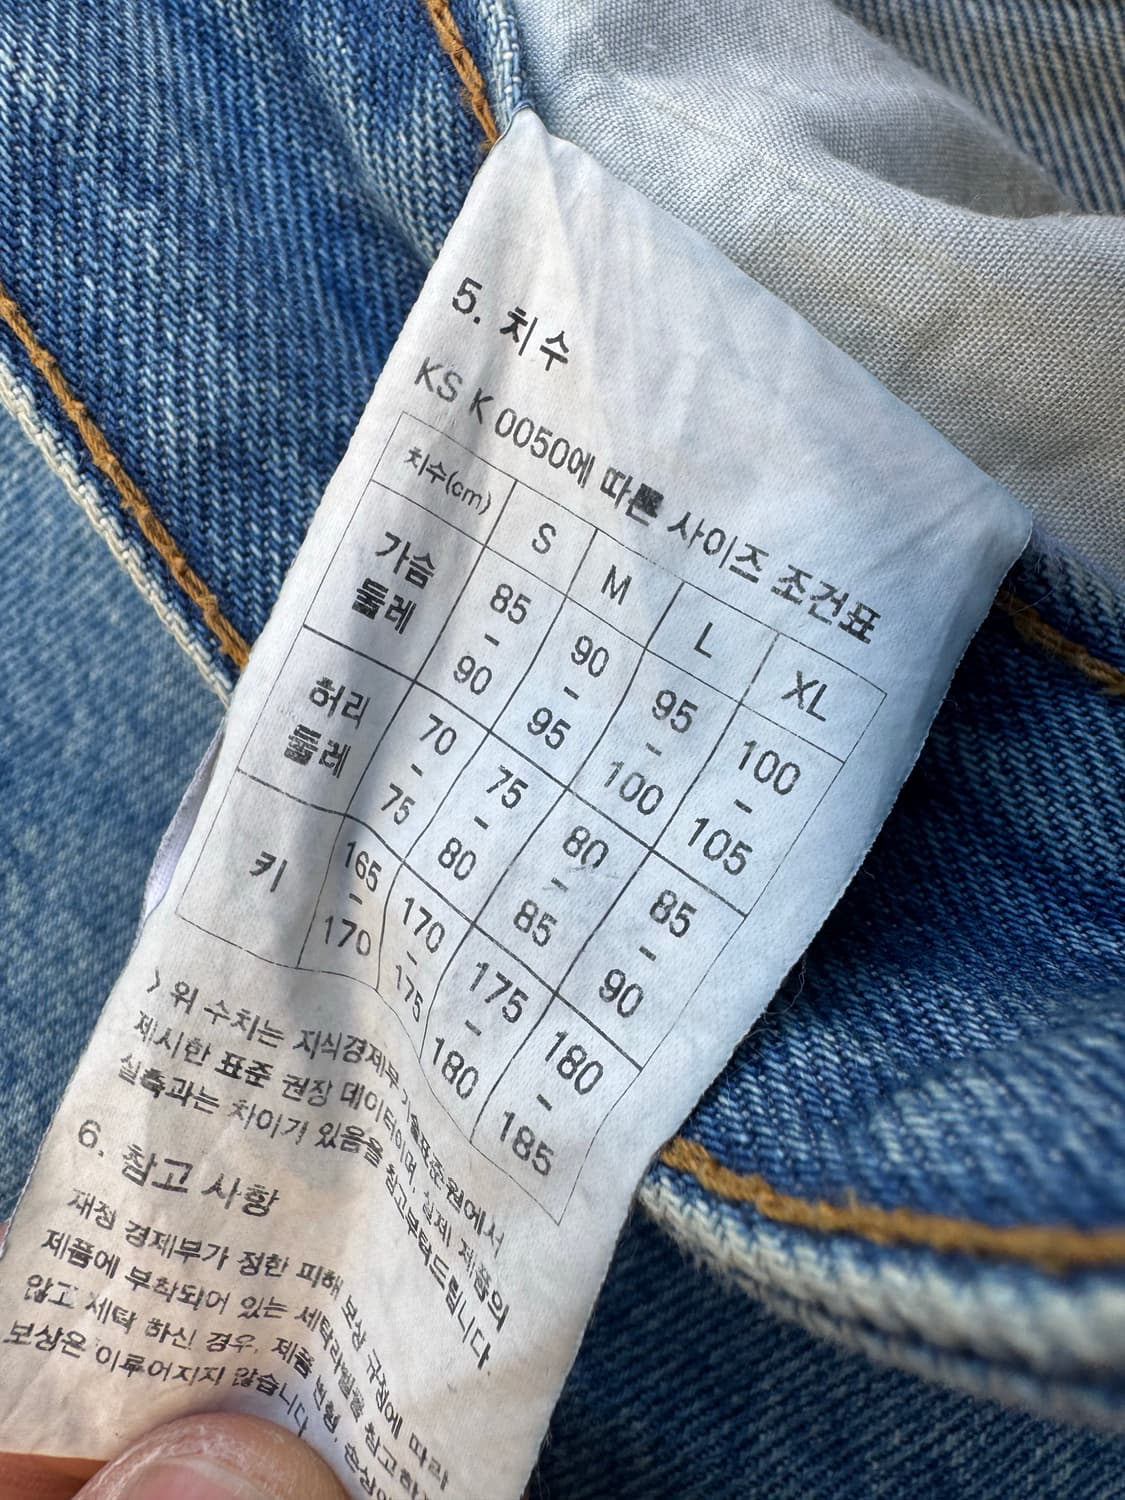 5. 치수
KS K 0050에 따른 사이즈 조건표
치수(cm) S M L XL
가슴둘레 85-90 90-95 95-100 100-105
허리둘레 70-75 75-80 80-85 85-90
키 165-170 170-175 175-180 180-185
> 위 수치는 지식경제부 기술표준원에서
제시한 표준 권장 데이터이며, 실제 제품의
실측과는 차이가 있음을 참고부탁드립니다.
6. 참고 사항
재정 경제부가 정한 피해 보상 규정에 따라
제품에 부착되어 있는 세탁라벨을 참고하지
않고 세탁 하신 경우, 제품 변형, 손상에
보상은 이루어지지 않습니다.